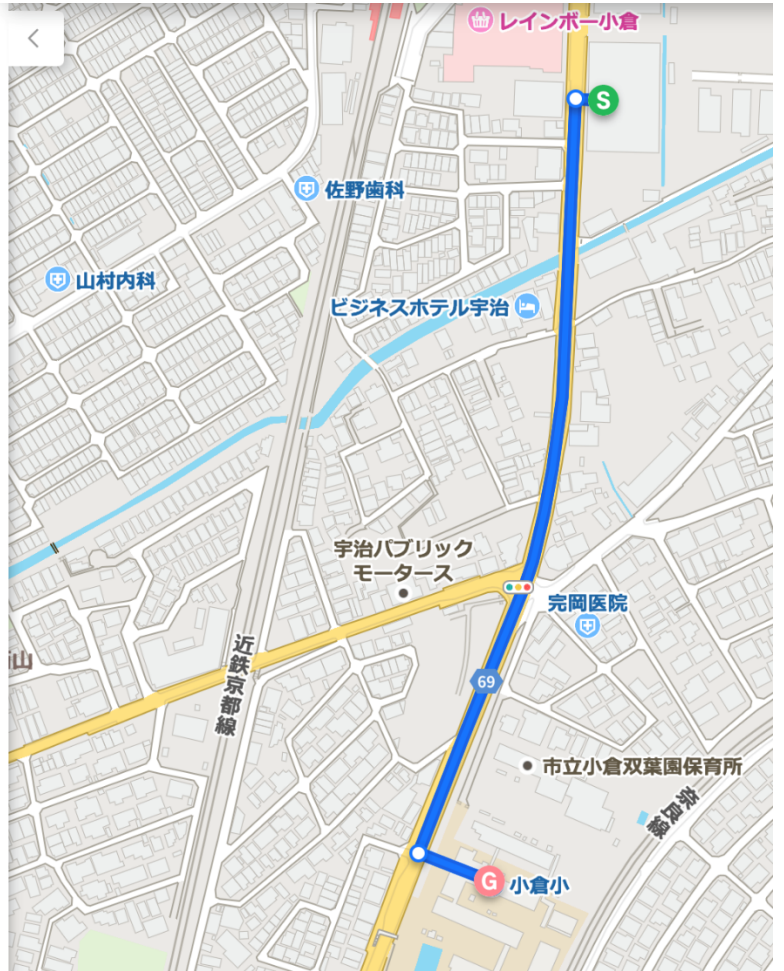 レインボー小倉
S
佐野歯科
山村内科
ビジネスホテル宇治
宇治パブリック
モータース
完岡医院
山
近鉄京都線
69
市立小倉双葉園保育所
奈良線
G
小倉小